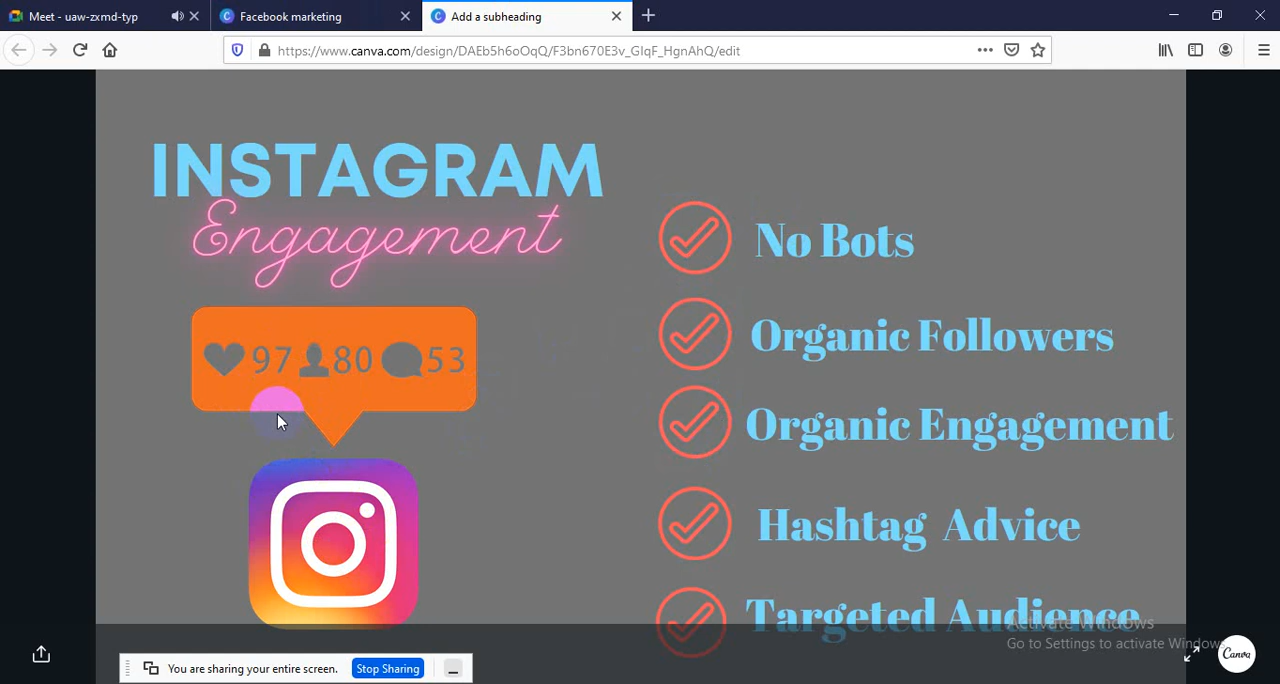 Meet - uaw-zxmd-typ
Facebook marketing
Add a subheading
https://www.canva.com/design/DAEb5h6oOqQ/F3bn670E3v_GIqF_HgnAhQ/edit
INSTAGRAM
Engagement
97 80 53
No Bots
Organic Followers
Organic Engagement
Hashtag Advice
Targeted Audience
Activate Windows
Go to Settings to activate Windows.
You are sharing your entire screen.
Stop Sharing
Canva